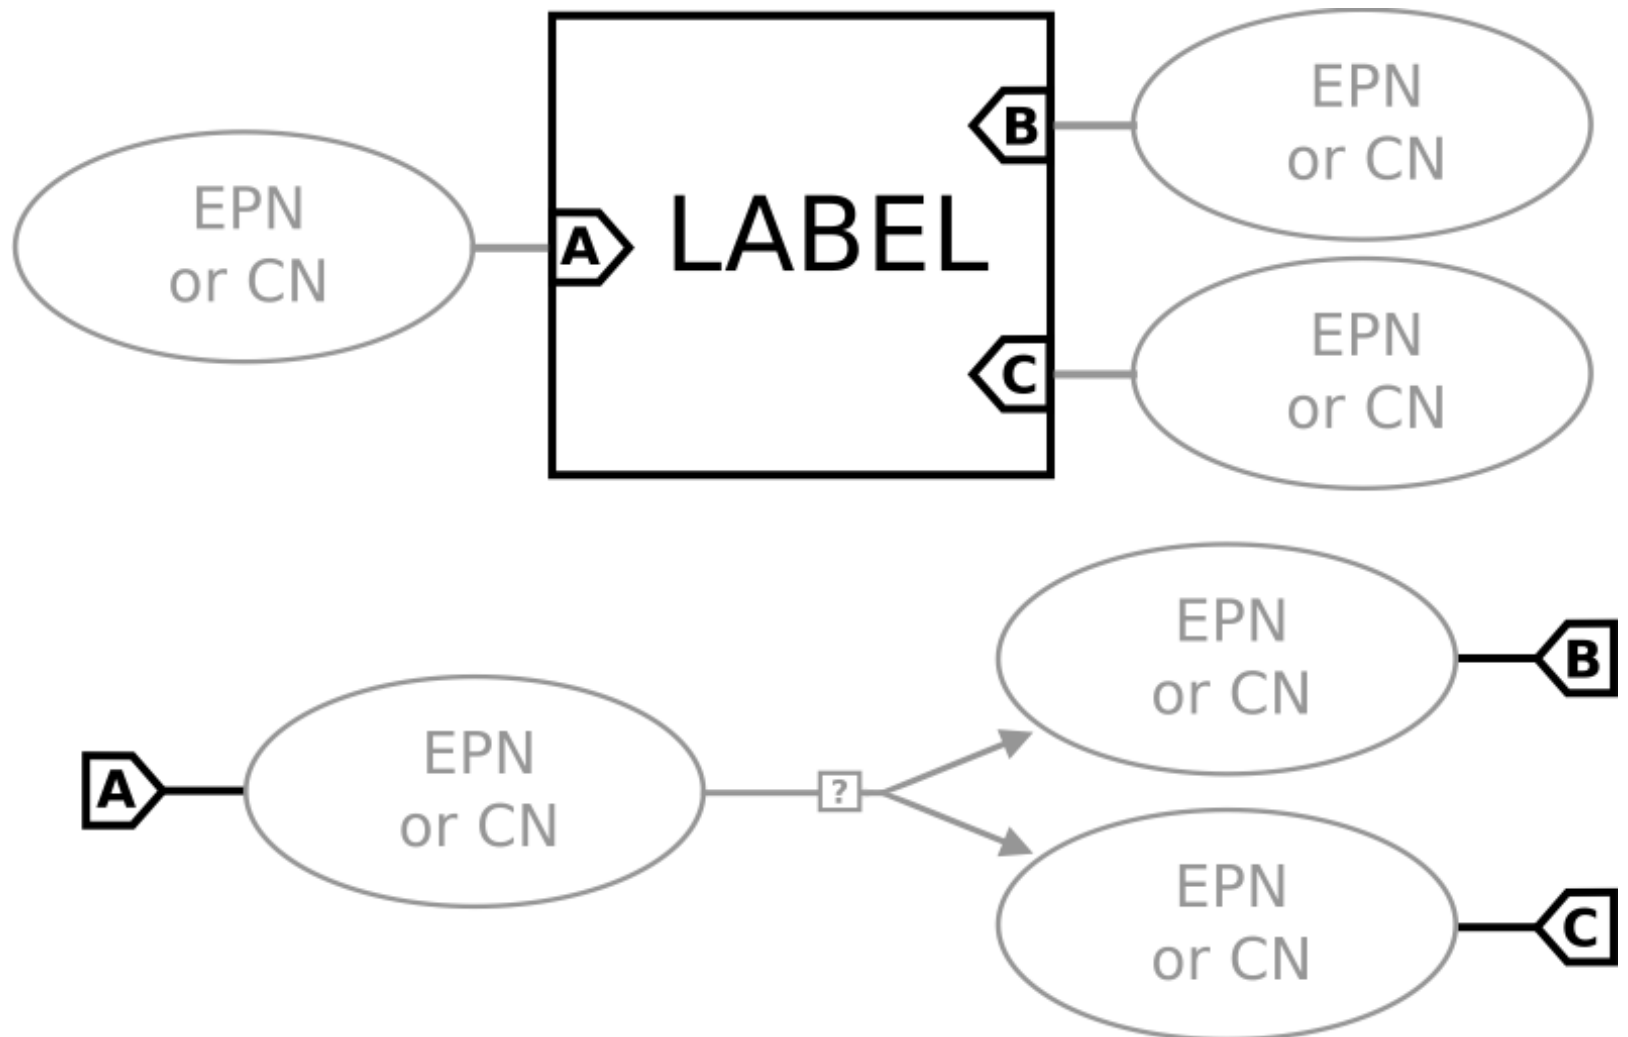 EPN
or CN
A
LABEL
B
EPN
or CN
C
EPN
or CN
A
EPN
or CN
?
EPN
or CN
B
EPN
or CN
C